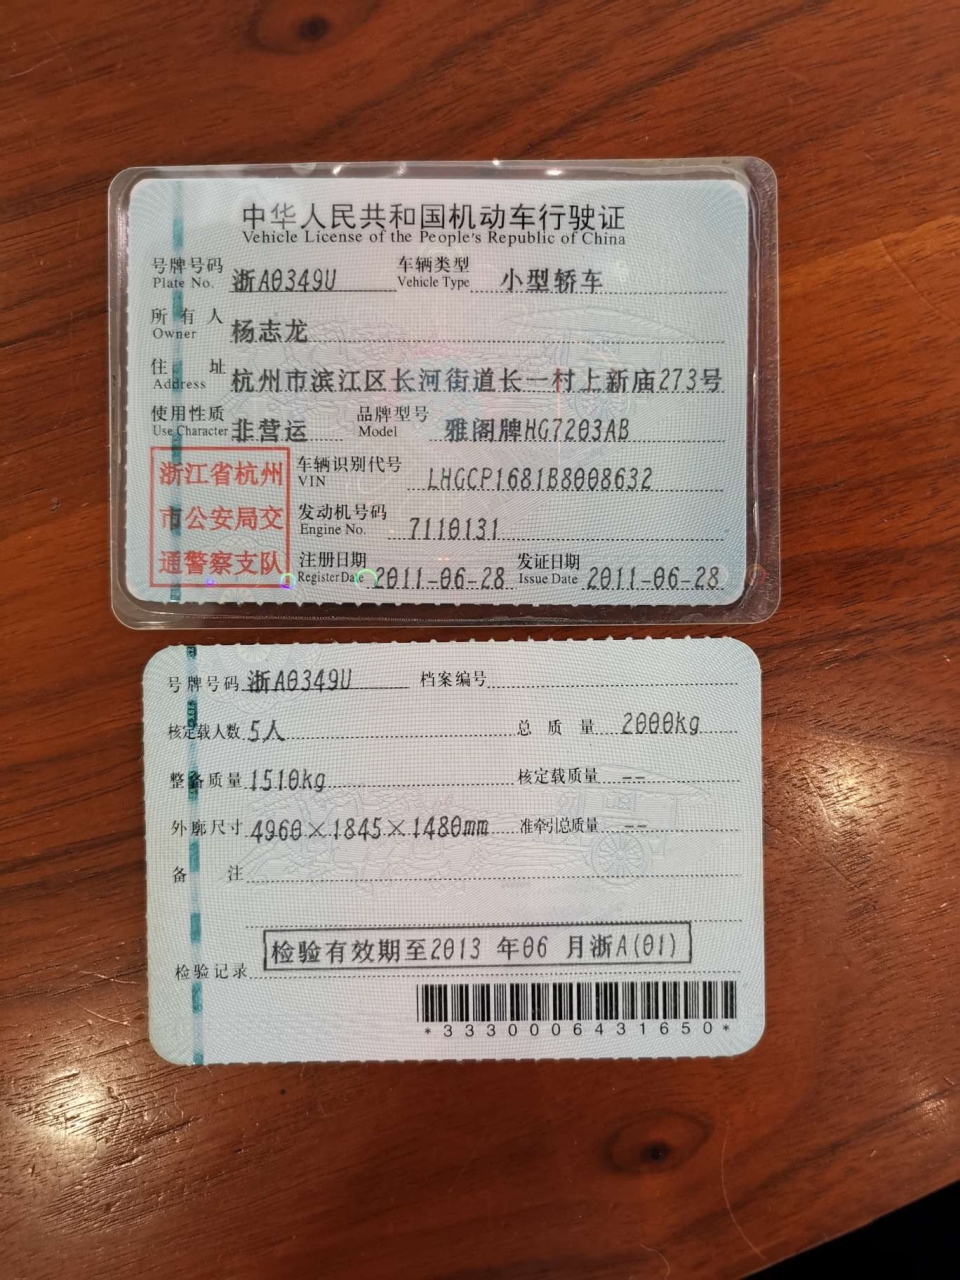 中华人民共和国机动车行驶证
Vehicle License of the People's Republic of China
号牌号码 浙A0349U 车辆类型 小型轿车
Plate No. Vehicle Type
所有人 杨志龙
Owner
住址 杭州市滨江区长河街道长一村上新庙273号
Address
使用性质 非营运 品牌型号 雅阁牌HG7203AB
Use Character Model
浙江省杭州
市公安局交
通警察支队
车辆识别代号 LHGCP1681B8008632
VIN
发动机号码 7110131
Engine No.
注册日期 2011-06-28 发证日期 2011-06-28
Register Date Issue Date
号牌号码 浙A0349U 档案编号
核定载人数 5人 总质量 2000kg
整备质量 1510kg 核定载质量 --
外廓尺寸 4960×1845×1480mm 准牵引总质量 --
备注
检验有效期至2013 年06 月浙A(01)
检验记录
*3330006431650*